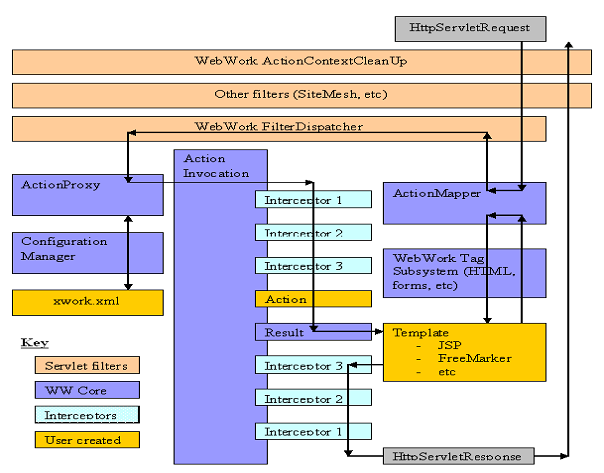 HttpServletRequest
WebWork ActionContextCleanUp
Other filters (SiteMesh, etc)
WebWork FilterDispatcher
Action
Invocation
ActionProxy
ActionMapper
Interceptor 1
Interceptor 2
Configuration
Manager
WebWork Tag
Subsystem (HTML,
forms, etc)
Interceptor 3
xwork.xml
Action
Result
Template
- JSP
- FreeMarker
- etc
Key
Servlet filters
WW Core
Interceptors
User created
Interceptor 3
Interceptor 2
Interceptor 1
HttpServletResponse